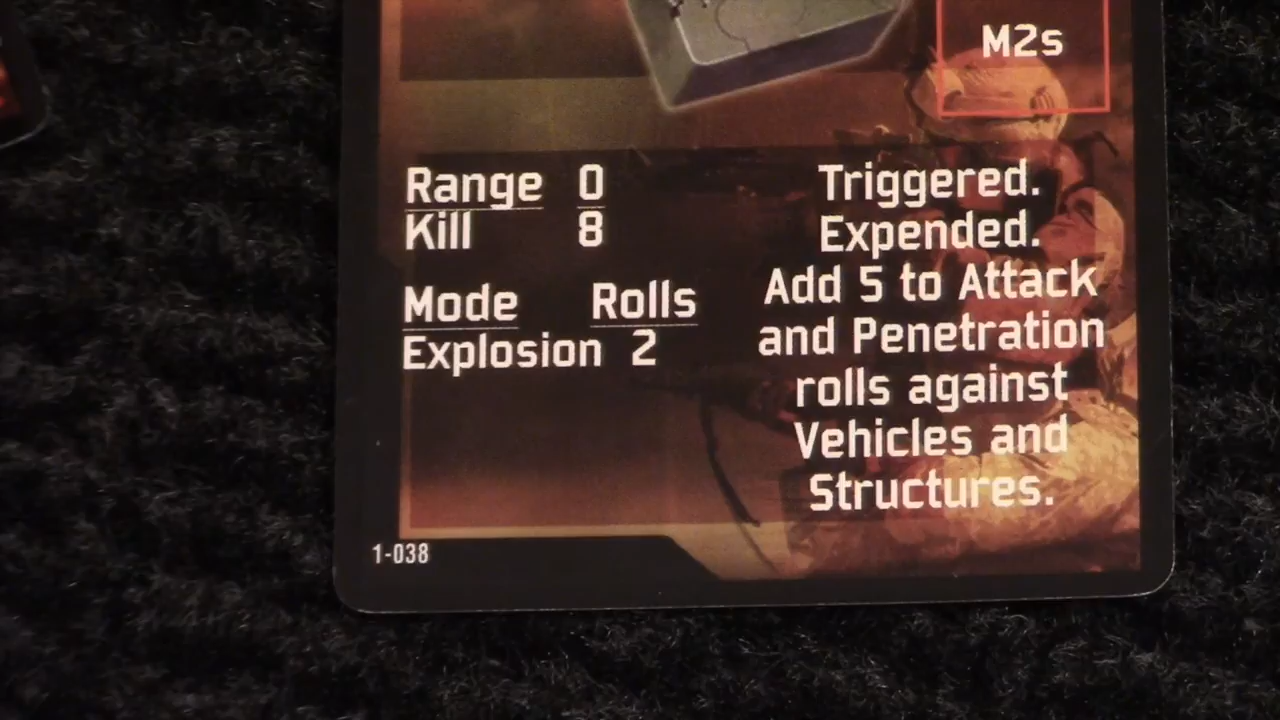 M2s
Range 0
Kill 8
Mode Rolls
Explosion 2
Triggered.
Expended.
Add 5 to Attack
and Penetration
rolls against
Vehicles and
Structures.
1-038